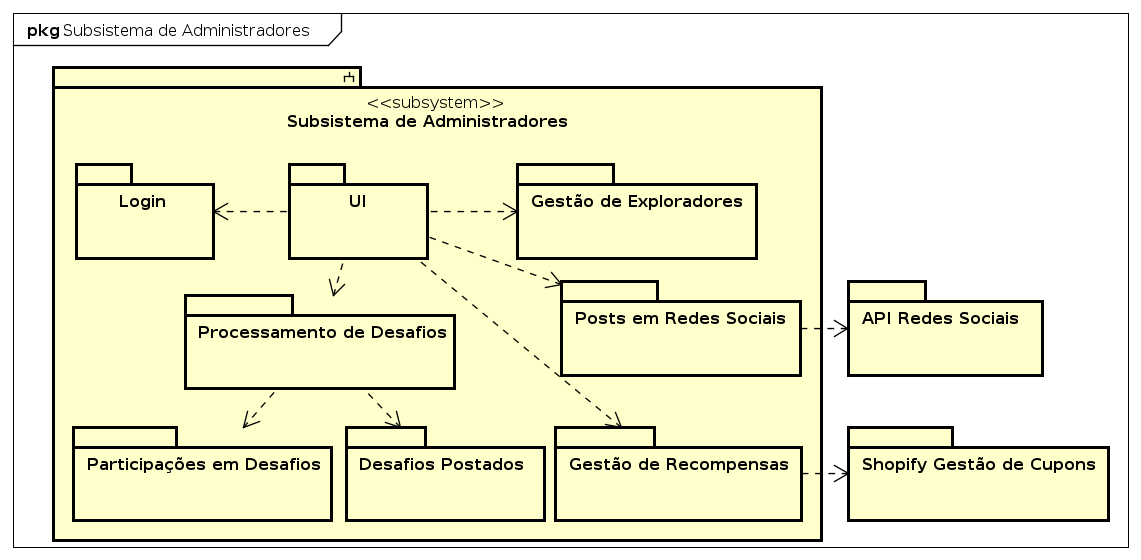 pkg Subsistema de Administradores
<<subsystem>>
Subsistema de Administradores
Login
UI
Gestão de Exploradores
Processamento de Desafios
Posts em Redes Sociais
API Redes Sociais
Participações em Desafios
Desafios Postados
Gestão de Recompensas
Shopify Gestão de Cupons